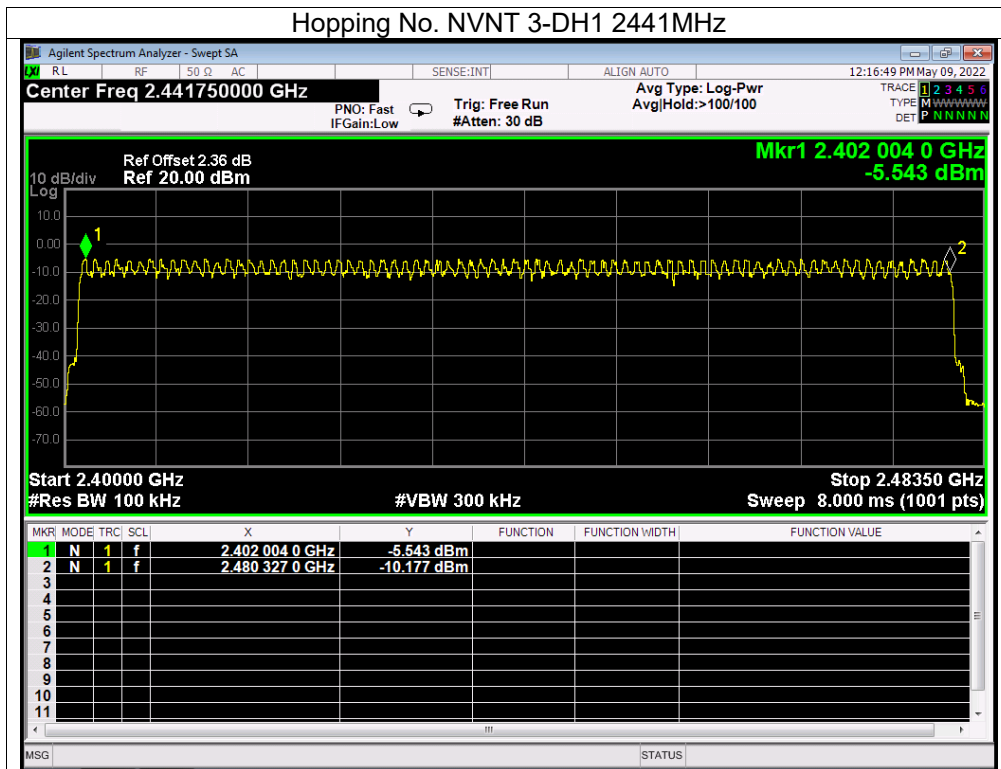 Hopping No. NVNT 3-DH1 2441MHz
Agilent Spectrum Analyzer - Swept SA
LXI RL RF 50 Ω AC SENSE:INT ALIGN AUTO 12:16:49 PM May 09, 2022
Center Freq 2.441750000 GHz Avg Type: Log-Pwr TRACE 1 2 3 4 5 6
PNO: Fast Trig: Free Run Avg|Hold:>100/100 TYPE M WWWWW
IFGain:Low #Atten: 30 dB DET P N N N N N
Mkr1 2.402 004 0 GHz
Ref Offset 2.36 dB
10 dB/div Ref 20.00 dBm -5.543 dBm
Log
10.0
1
0.00
2
-10.0
-20.0
-30.0
-40.0
-50.0
-60.0
-70.0
Start 2.40000 GHz Stop 2.48350 GHz
#Res BW 100 kHz #VBW 300 kHz Sweep 8.000 ms (1001 pts)
MKR MODE TRC SCL X Y FUNCTION FUNCTION WIDTH FUNCTION VALUE
1 N 1 f 2.402 004 0 GHz -5.543 dBm
2 N 1 f 2.480 327 0 GHz -10.177 dBm
3
4
5
6
7
8
9
10
11
MSG STATUS